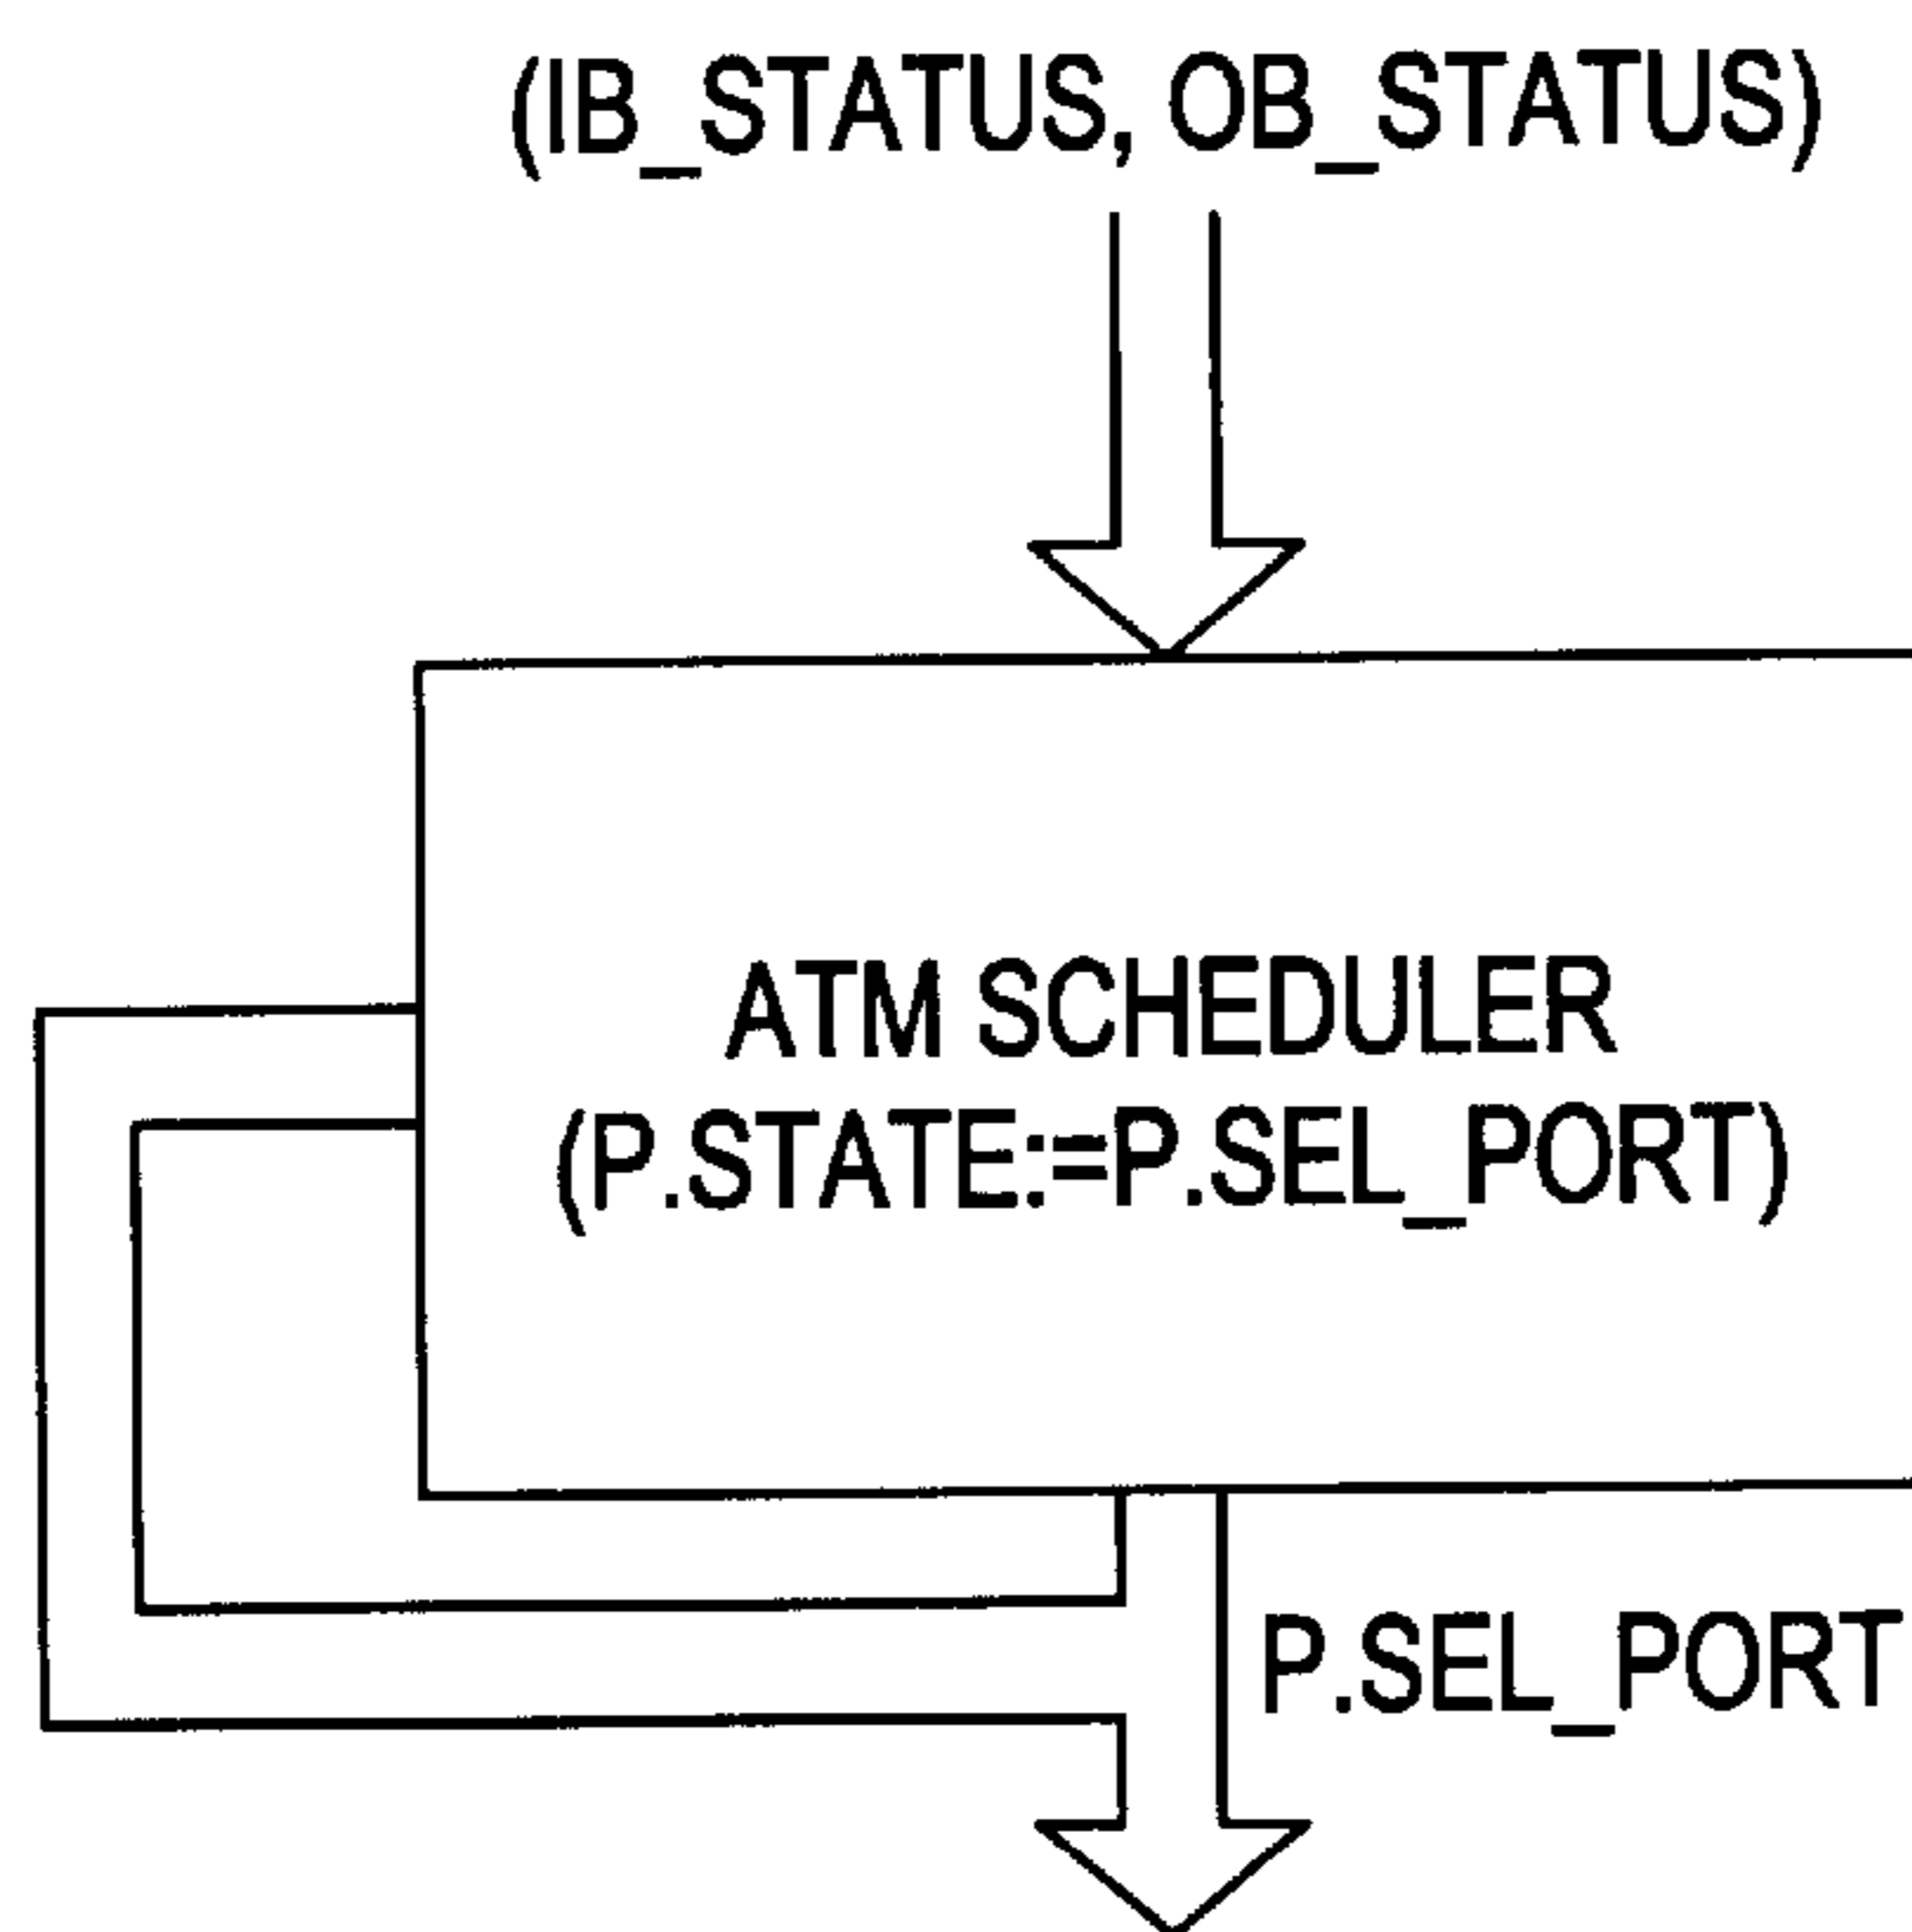 (IB_STATUS, OB_STATUS)
ATM SCHEDULER
(P.STATE:=P.SEL_PORT)
P.SEL_PORT